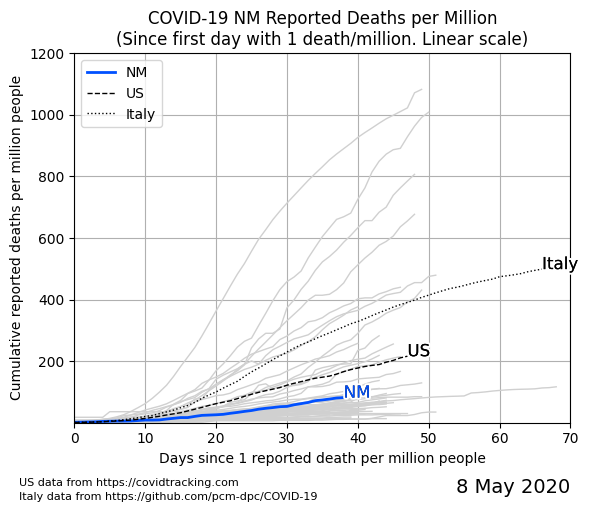 COVID-19 NM Reported Deaths per Million
(Since first day with 1 death/million. Linear scale)
Cumulative reported deaths per million people
1200
1000
800
600
400
200
NM
US
Italy
Italy
US
NM
0 10 20 30 40 50 60 70
Days since 1 reported death per million people
US data from https://covidtracking.com
Italy data from https://github.com/pcm-dpc/COVID-19
8 May 2020